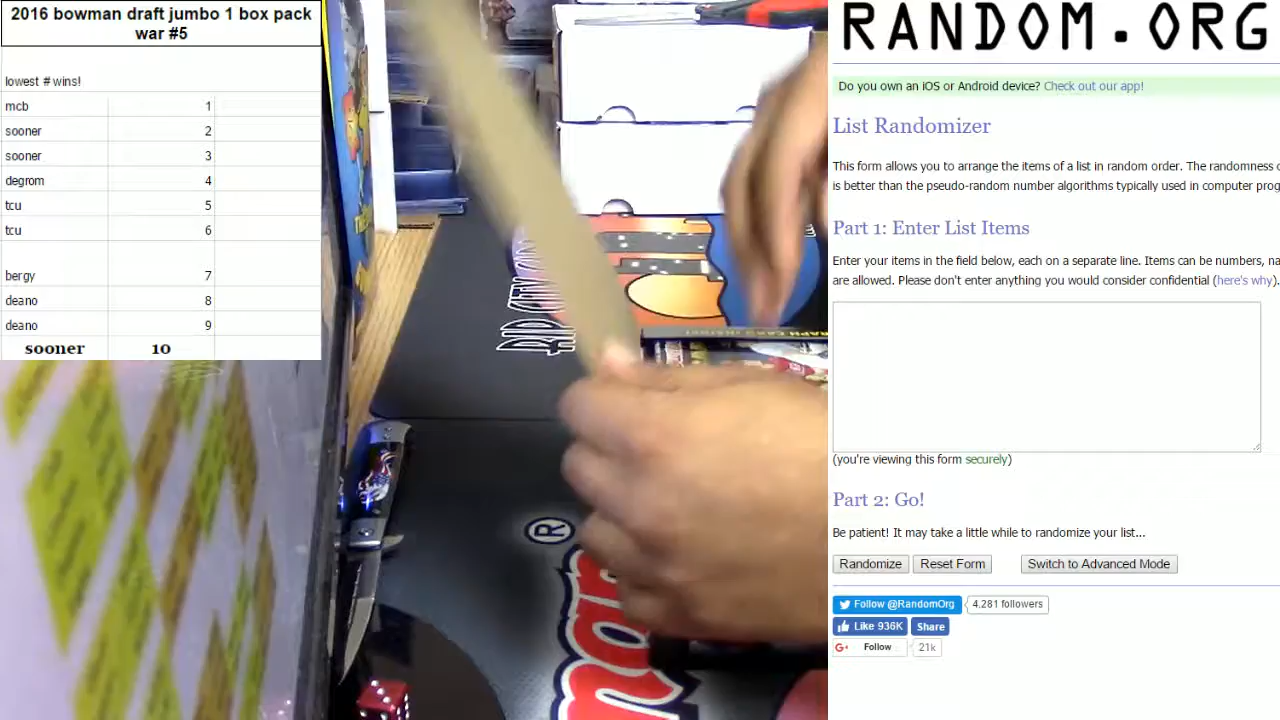 2016 bowman draft jumbo 1 box pack
war #5
lowest # wins!
mcb 1
sooner 2
sooner 3
degrom 4
tcu 5
tcu 6
bergy 7
deano 8
deano 9
sooner 10
RIP CITY
®
RANDOM.ORG
Do you own an iOS or Android device? Check out our app!
List Randomizer
This form allows you to arrange the items of a list in random order. The randomness
is better than the pseudo-random number algorithms typically used in computer prog
Part 1: Enter List Items
Enter your items in the field below, each on a separate line. Items can be numbers, na
are allowed. Please don't enter anything you would consider confidential (here's why).
(you're viewing this form securely)
Part 2: Go!
Be patient! It may take a little while to randomize your list...
Randomize Reset Form Switch to Advanced Mode
Follow @RandomOrg 4,281 followers
Like 936K Share
G+ Follow 21k